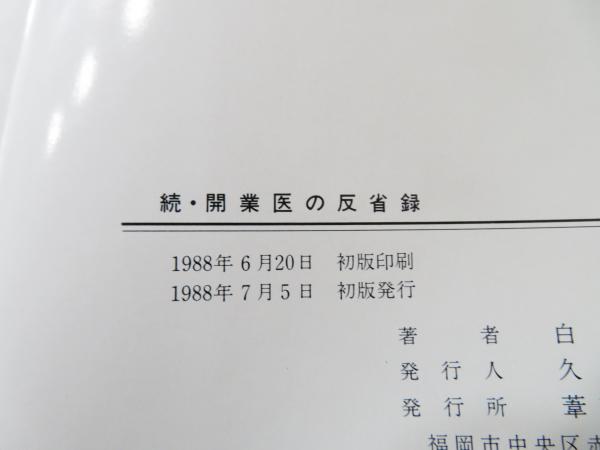 続・開業医の反省録
1988年6月20日 初版印刷
1988年7月5日 初版発行
著者 白
発行人 久
発行所 葦
福岡市中央区赤